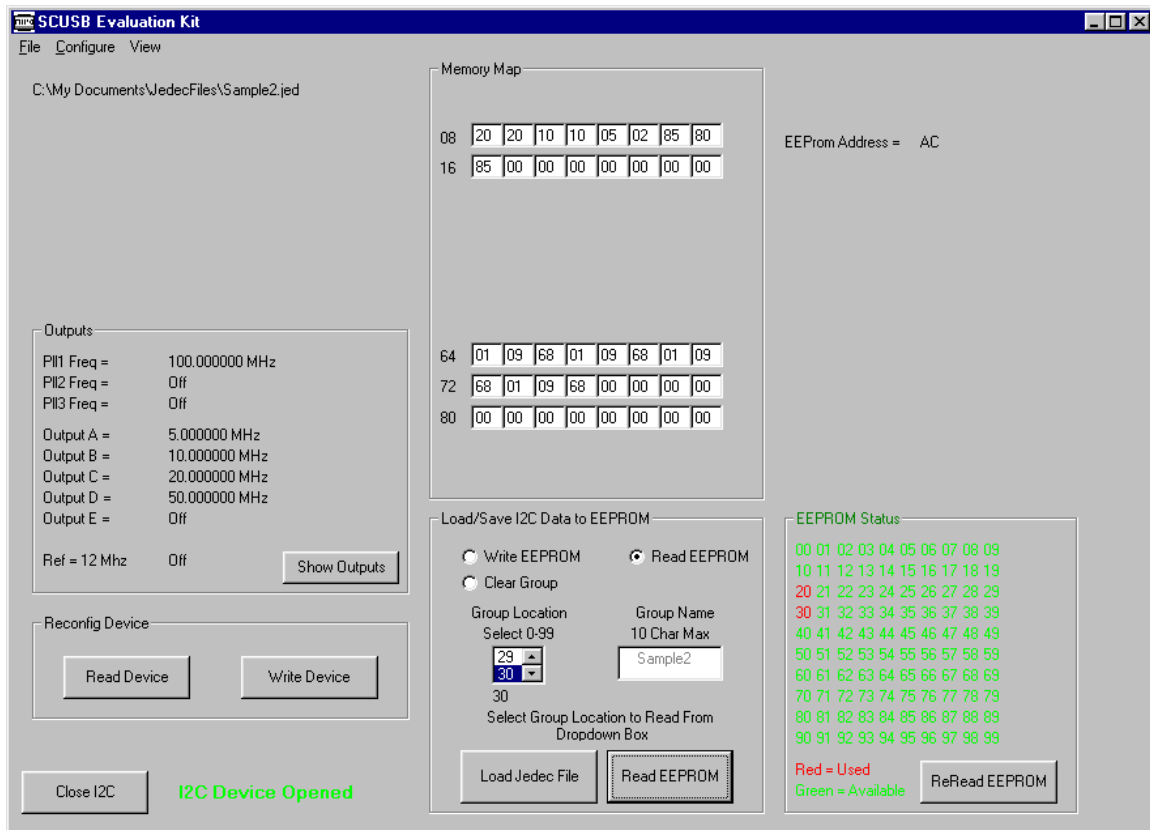 SCUSB Evaluation Kit
File Configure View
C:\My Documents\JedecFiles\Sample2.jed
Memory Map
08 20 20 10 10 05 02 85 80
16 85 00 00 00 00 00 00 00
64 01 09 68 01 09 68 01 09
72 68 01 09 68 00 00 00 00
80 00 00 00 00 00 00 00 00
EEProm Address = AC
Outputs
Pll1 Freq = 100.000000 MHz
Pll2 Freq = Off
Pll3 Freq = Off
Output A = 5.000000 MHz
Output B = 10.000000 MHz
Output C = 20.000000 MHz
Output D = 50.000000 MHz
Output E = Off
Ref = 12 Mhz Off
Show Outputs
Reconfig Device
Read Device Write Device
Close I2C I2C Device Opened
Load/Save I2C Data to EEPROM
Write EEPROM Read EEPROM
Clear Group
Group Location Group Name
Select 0-99 10 Char Max
29
30
Sample2
30
Select Group Location to Read From
Dropdown Box
Load Jedec File Read EEPROM
EEPROM Status
00 01 02 03 04 05 06 07 08 09
10 11 12 13 14 15 16 17 18 19
20 21 22 23 24 25 26 27 28 29
30 31 32 33 34 35 36 37 38 39
40 41 42 43 44 45 46 47 48 49
50 51 52 53 54 55 56 57 58 59
60 61 62 63 64 65 66 67 68 69
70 71 72 73 74 75 76 77 78 79
80 81 82 83 84 85 86 87 88 89
90 91 92 93 94 95 96 97 98 99
Red = Used
Green = Available
ReRead EEPROM